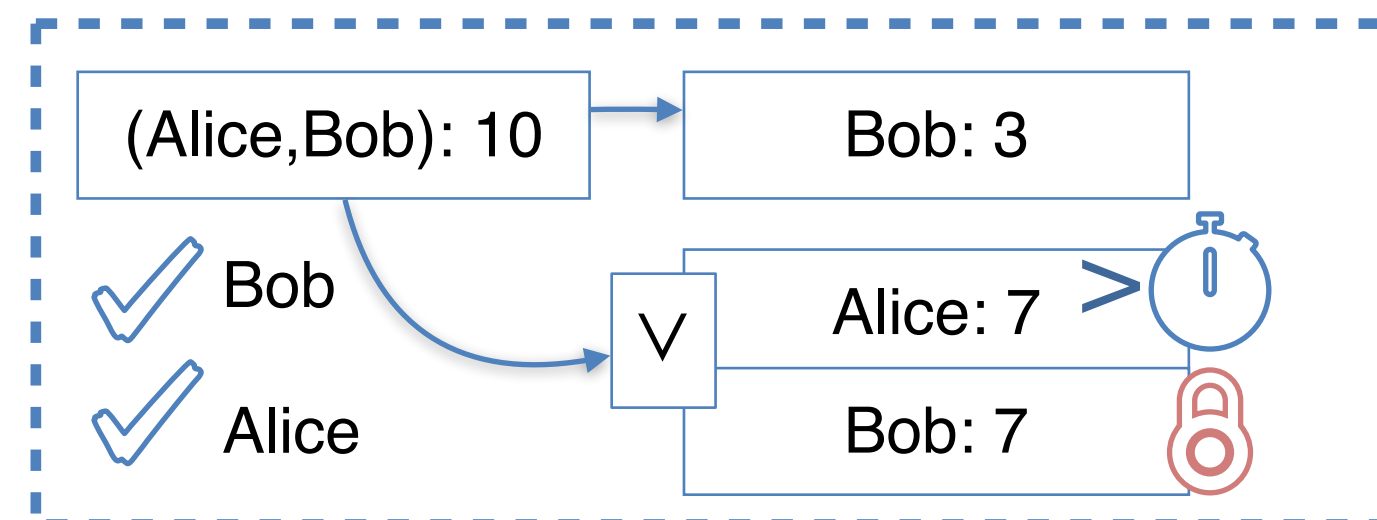 (Alice,Bob): 10
Bob: 3
Bob
Alice
∨
Alice: 7 >
Bob: 7